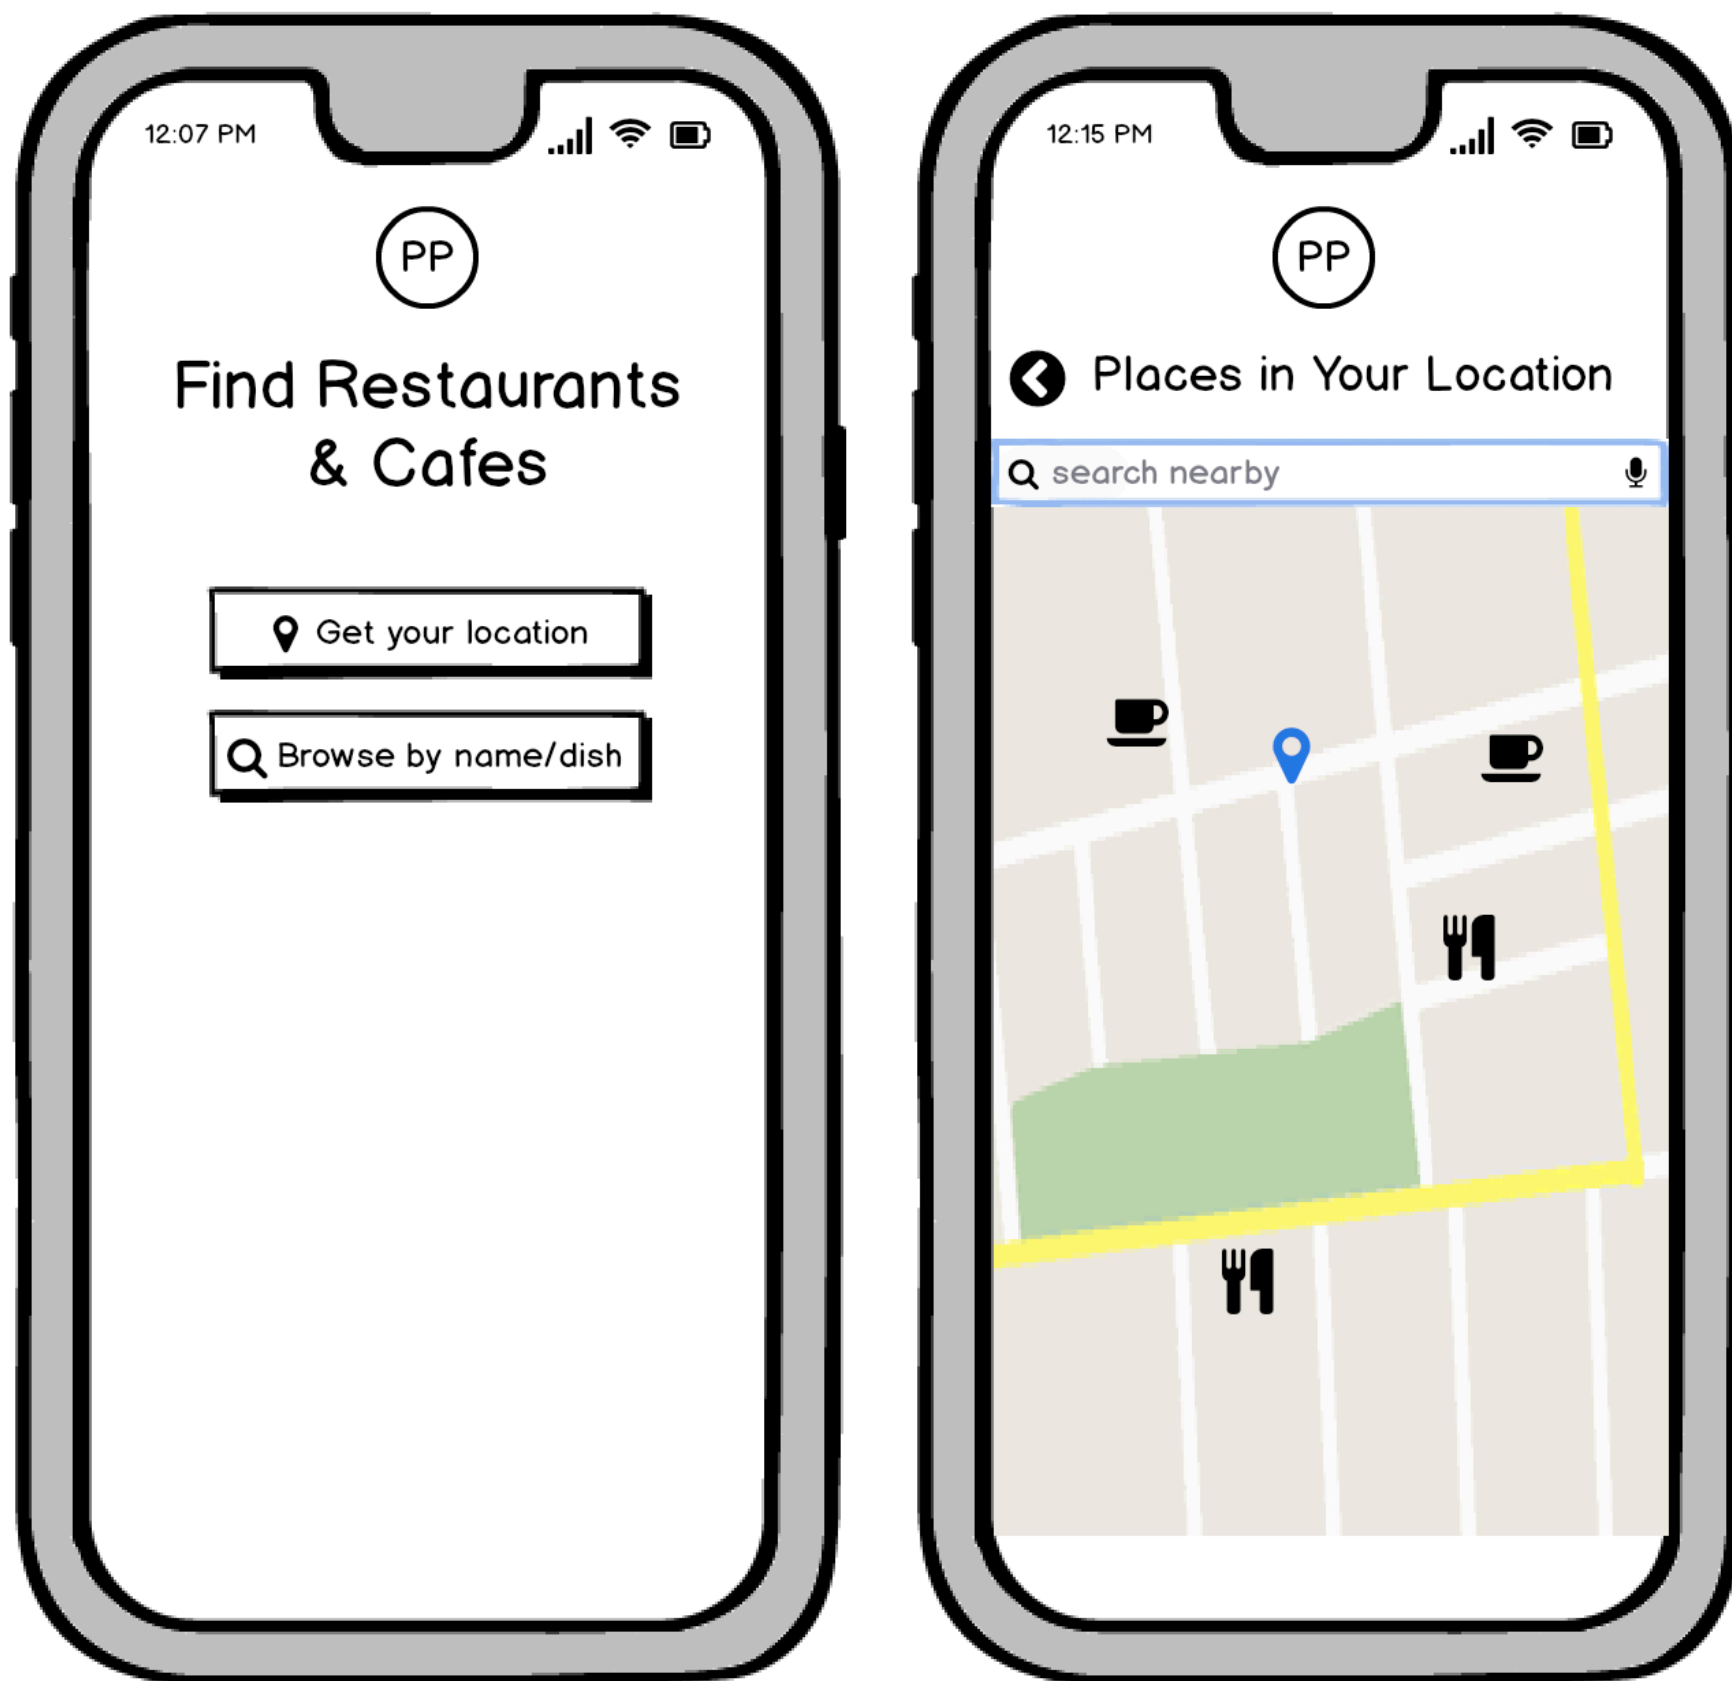 12:07 PM
PP
Find Restaurants
& Cafes
Get your location
Browse by name/dish
12:15 PM
PP
Places in Your Location
search nearby